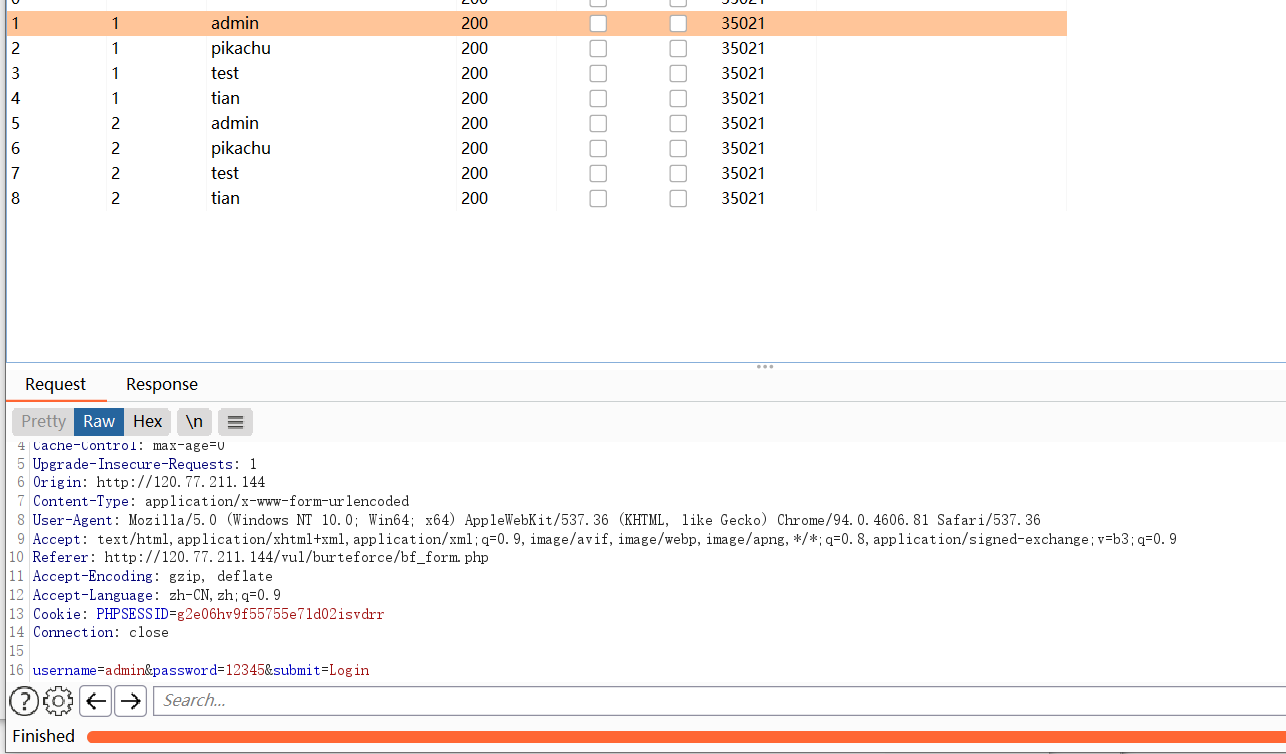 0 200 35021
1 1 admin 200 35021
2 1 pikachu 200 35021
3 1 test 200 35021
4 1 tian 200 35021
5 2 admin 200 35021
6 2 pikachu 200 35021
7 2 test 200 35021
8 2 tian 200 35021
Request Response
Pretty Raw Hex \n
4 Cache-Control: max-age=0
5 Upgrade-Insecure-Requests: 1
6 Origin: http://120.77.211.144
7 Content-Type: application/x-www-form-urlencoded
8 User-Agent: Mozilla/5.0 (Windows NT 10.0; Win64; x64) AppleWebKit/537.36 (KHTML, like Gecko) Chrome/94.0.4606.81 Safari/537.36
9 Accept: text/html,application/xhtml+xml,application/xml;q=0.9,image/avif,image/webp,image/apng,*/*;q=0.8,application/signed-exchange;v=b3;q=0.9
10 Referer: http://120.77.211.144/vul/burteforce/bf_form.php
11 Accept-Encoding: gzip, deflate
12 Accept-Language: zh-CN,zh;q=0.9
13 Cookie: PHPSESSID=g2e06hv9f55755e7ld02isvdrr
14 Connection: close
15
16 username=admin&password=12345&submit=Login
? Search...
Finished